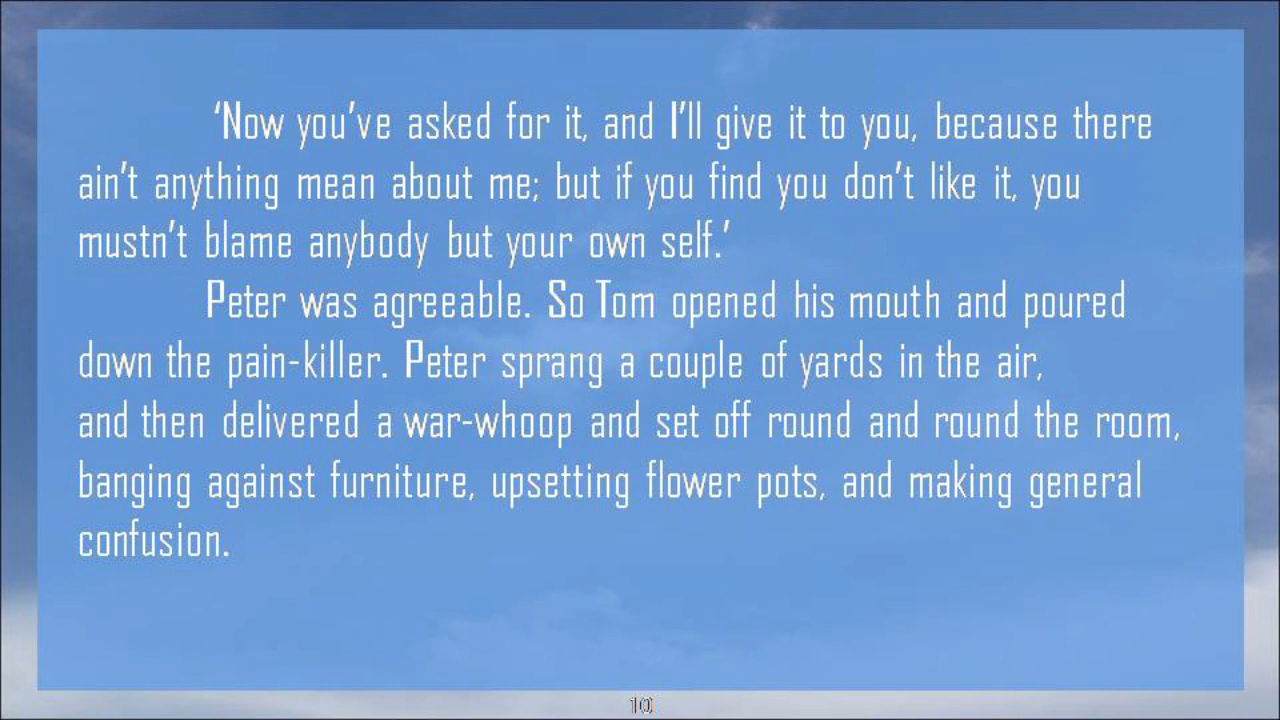 ‘Now you’ve asked for it, and I’ll give it to you, because there
ain’t anything mean about me; but if you find you don’t like it, you
mustn’t blame anybody but your own self.’
Peter was agreeable. So Tom opened his mouth and poured
down the pain-killer. Peter sprang a couple of yards in the air,
and then delivered a war-whoop and set off round and round the room,
banging against furniture, upsetting flower pots, and making general
confusion.
10